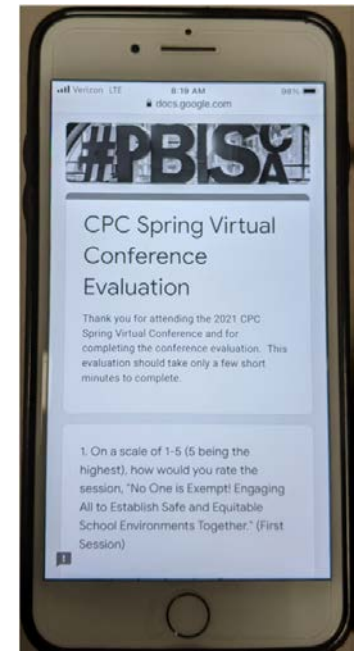 Verizon LTE 8:19 AM 98%
docs.google.com
#PBISCA
CPC Spring Virtual
Conference
Evaluation
Thank you for attending the 2021 CPC
Spring Virtual Conference and for
completing the conference evaluation. This
evaluation should take only a few short
minutes to complete.
1. On a scale of 1-5 (5 being the
highest), how would you rate the
session, "No One is Exempt! Engaging
All to Establish Safe and Equitable
School Environments Together." (First
Session)